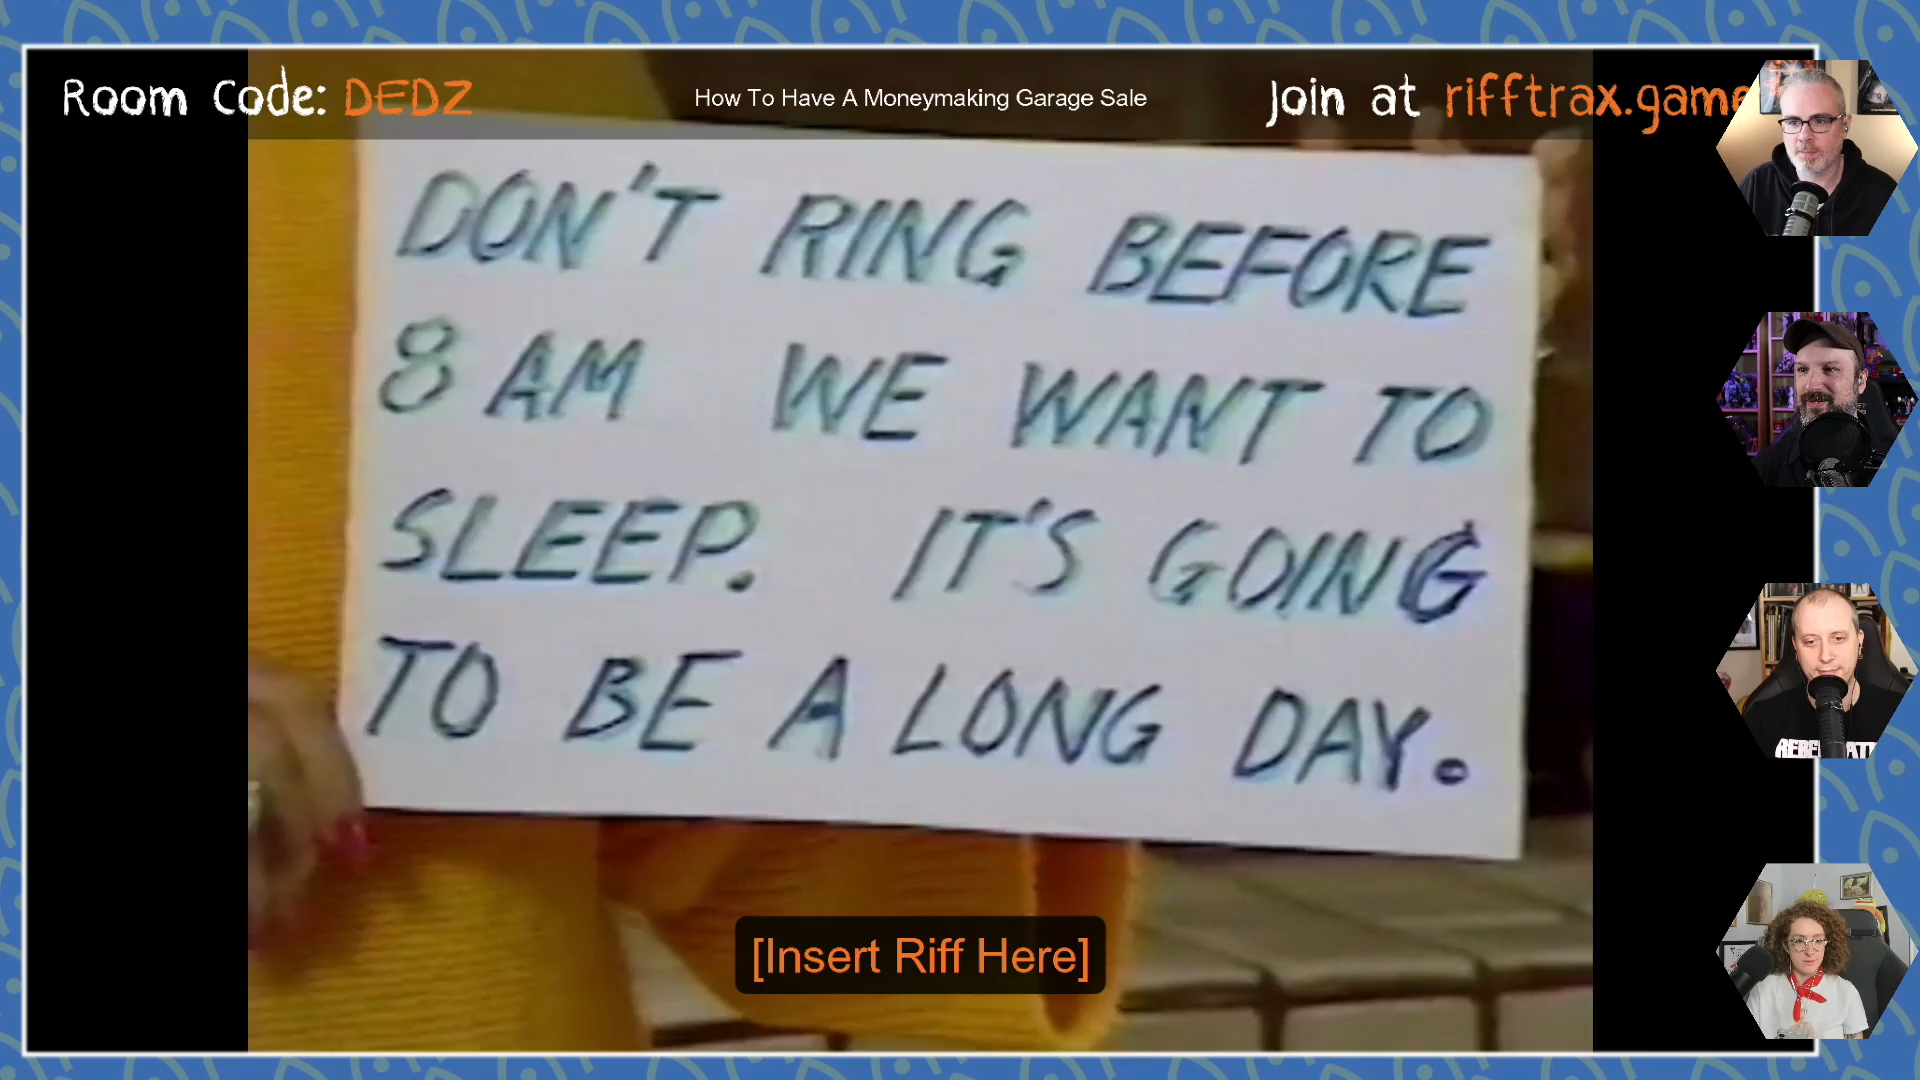 Room Code: DEDZ
How To Have A Moneymaking Garage Sale
Join at rifftrax.game
DON'T RING BEFORE
8 AM WE WANT TO
SLEEP. IT'S GOING
TO BE A LONG DAY.
[Insert Riff Here]